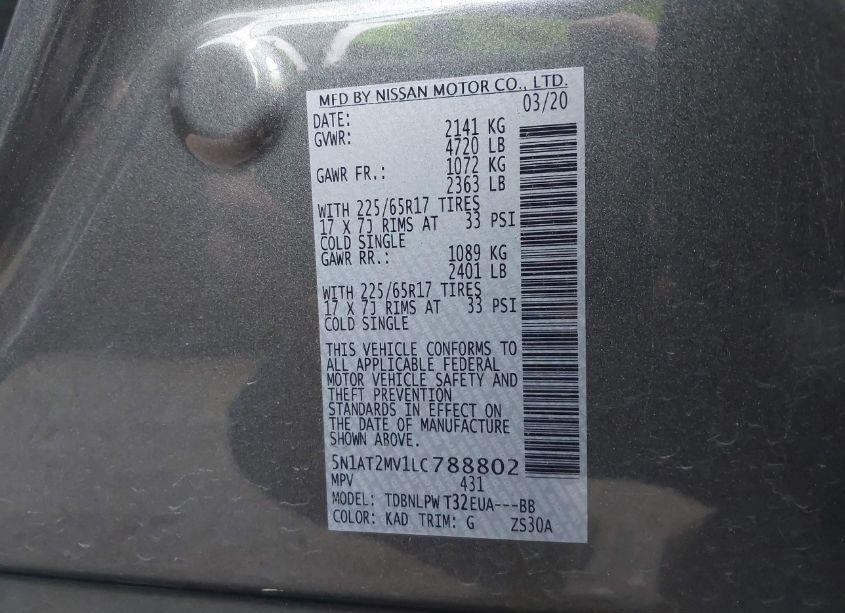 MFD BY NISSAN MOTOR CO., LTD.
DATE: 03/20
GVWR: 2141 KG
4720 LB
GAWR FR.: 1072 KG
2363 LB
WITH 225/65R17 TIRES
17 X 7J RIMS AT 33 PSI
COLD SINGLE
GAWR RR.: 1089 KG
2401 LB
WITH 225/65R17 TIRES
17 X 7J RIMS AT 33 PSI
COLD SINGLE
THIS VEHICLE CONFORMS TO
ALL APPLICABLE FEDERAL
MOTOR VEHICLE SAFETY AND
THEFT PREVENTION
STANDARDS IN EFFECT ON
THE DATE OF MANUFACTURE
SHOWN ABOVE.
5N1AT2MV1LC788802
MPV 431
MODEL: TDBNLPW T32EUA---BB
COLOR: KAD TRIM: G ZS30A